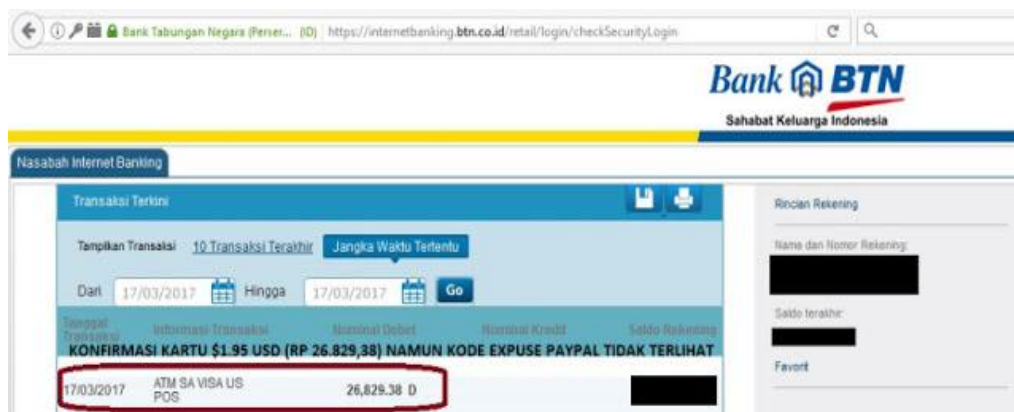 Bank Tabungan Negara (Perser... (ID) https://internetbanking.btn.co.id/retail/login/checkSecurityLogin
Bank BTN
Sahabat Keluarga Indonesia
Nasabah Internet Banking
Transaksi Terkini
Rincian Rekening
Tampilkan Transaksi 10 Transaksi Terakhir Jangka Waktu Tertentu
Nama dan Nomor Rekening:
Dari 17/03/2017 Hingga 17/03/2017 Go
Saldo terakhir:
Tanggal Transaksi Informasi Transaksi Nominal Debet Nominal Kredit Saldo Rekening
KONFIRMASI KARTU $1.95 USD (RP 26.829,38) NAMUN KODE EXPUSE PAYPAL TIDAK TERLIHAT
Favorit
17/03/2017 ATM SA VISA US POS 26,829.38 D